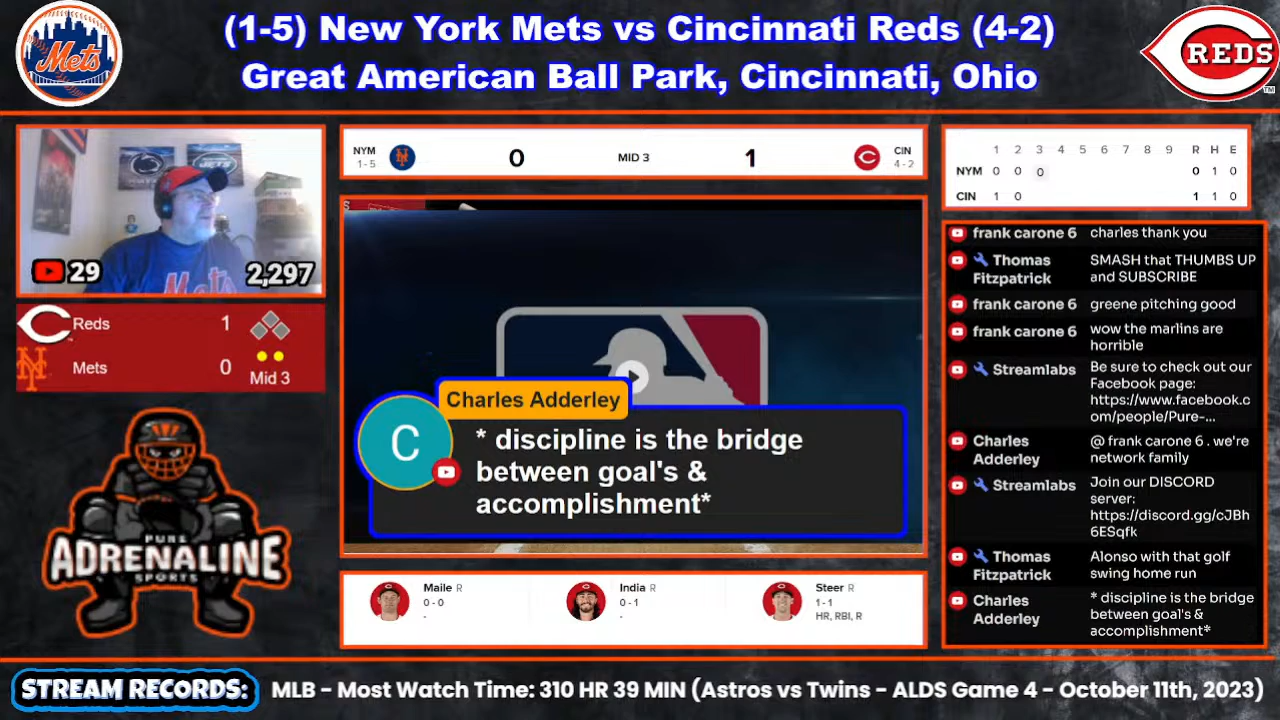 (1-5) New York Mets vs Cincinnati Reds (4-2)
Great American Ball Park, Cincinnati, Ohio
Mets
REDS
TM
JETS
Mets
29
2,297
Reds 1
Mets 0
Mid 3
PURE
ADRENALINE
SPORTS
NYM
1 - 5
0
MID 3
1
CIN
4 - 2
Charles Adderley
C
* discipline is the bridge
between goal's &
accomplishment*
Maile R
0 - 0
-
India R
0 - 1
-
Steer R
1 - 1
HR, RBI, R
1 2 3 4 5 6 7 8 9 R H E
NYM 0 0 0 0 1 0
CIN 1 0 1 1 0
frank carone 6 charles thank you
Thomas Fitzpatrick SMASH that THUMBS UP
and SUBSCRIBE
frank carone 6 greene pitching good
frank carone 6 wow the marlins are
horrible
Streamlabs Be sure to check out our
Facebook page:
https://www.facebook.c
om/people/Pure-...
Charles Adderley @ frank carone 6 . we're
network family
Streamlabs Join our DISCORD
server:
https://discord.gg/cJBh
6ESqfk
Thomas Fitzpatrick Alonso with that golf
swing home run
Charles Adderley * discipline is the bridge
between goal's &
accomplishment*
STREAM RECORDS: MLB - Most Watch Time: 310 HR 39 MIN (Astros vs Twins - ALDS Game 4 - October 11th, 2023)